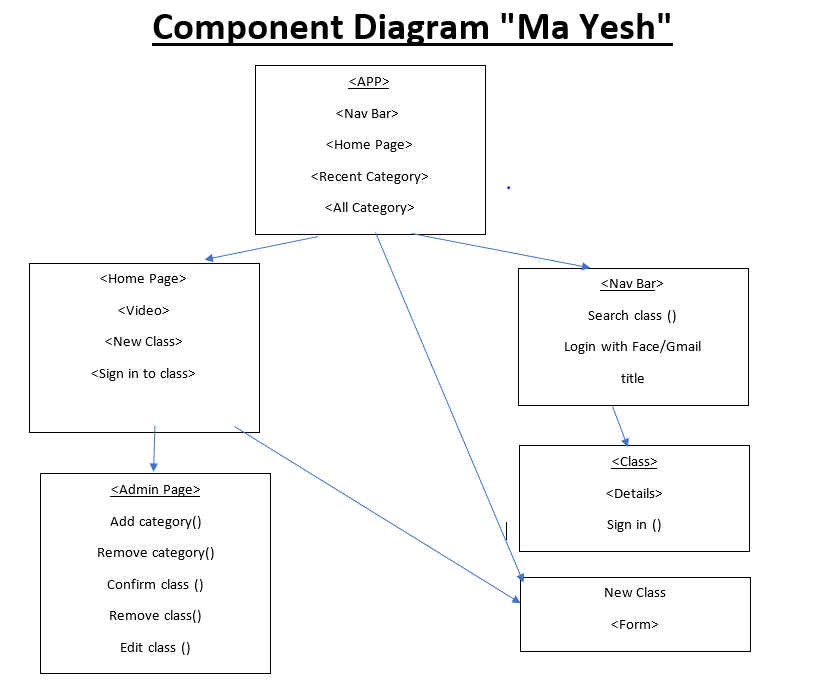 Component Diagram "Ma Yesh"
<APP>
<Nav Bar>
<Home Page>
<Recent Category>
<All Category>
<Home Page>
<Video>
<New Class>
<Sign in to class>
<Nav Bar>
Search class ()
Login with Face/Gmail
title
<Admin Page>
Add category()
Remove category()
Confirm class ()
Remove class()
Edit class ()
<Class>
<Details>
Sign in ()
New Class
<Form>